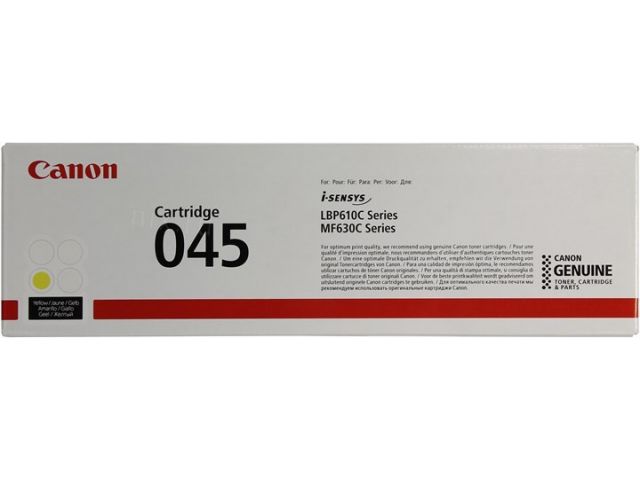 Canon
Cartridge
045
For: Pour: Für: Para: Per: Voor: Для:
i-SENSYS
LBP610C Series
MF630C Series
For optimum print quality, we recommend using genuine Canon toner cartridges. / Pour une
qualité d'impression optimale, nous recommandons d'utiliser d'authentiques cartouches toner
Canon. / Um eine optimale Druckqualität zu erhalten, empfehlen wir die Verwendung von
original Tonercartridges von Canon. / Para una calidad de impresión óptima, le recomendamos
utilizar cartuchos de tóner Canon originales. / Per una qualità di stampa ottimale, si consiglia
di utilizzare cartucce di toner Canon originali. / Voor de beste printkwaliteit wordt geadviseerd om
uitsluitend originele Canon cartridges te gebruiken. / Для оптимального качества печати мы
рекомендуем использовать оригинальные картриджи Canon.
CANON
GENUINE
TONER, CARTRIDGE
& PARTS
Yellow / Jaune / Gelb
Amarillo / Giallo
Geel / Желтый